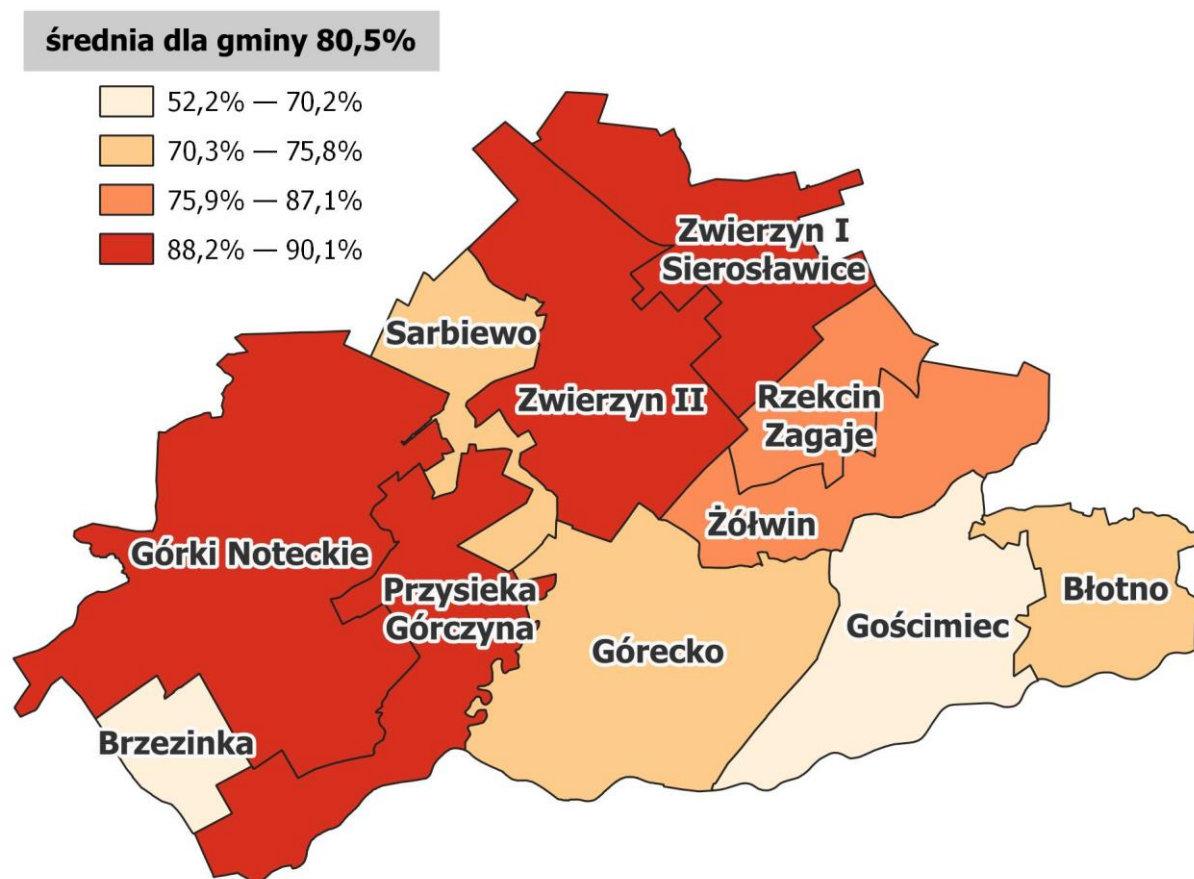 średnia dla gminy 80,5%
52,2% — 70,2%
70,3% — 75,8%
75,9% — 87,1%
88,2% — 90,1%
Zwierzyn I
Sierosławice
Sarbiewo
Zwierzyn II
Rzekcin
Zagaje
Żółwin
Górki Noteckie
Przysieka
Górczyna
Górecko
Gościmiec
Błotno
Brzezinka